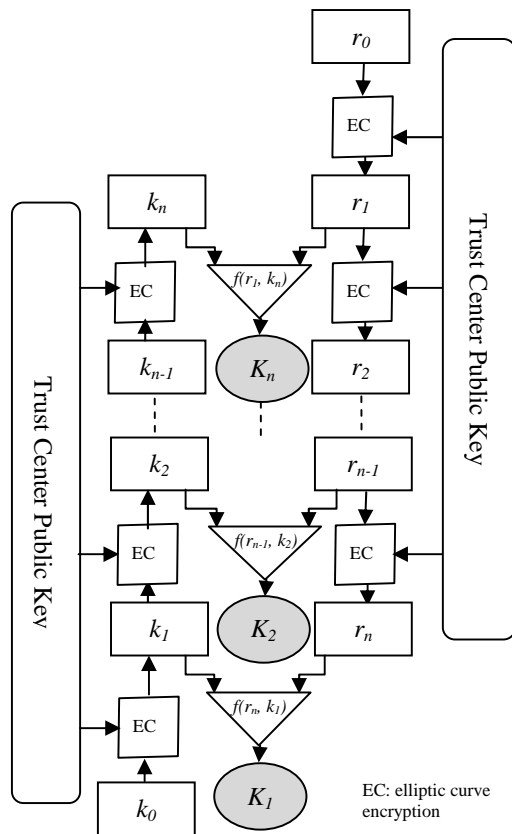 r0
EC
kn
r1
EC
f(r1, kn)
EC
kn-1
Kn
r2
k2
rn-1
EC
f(rn-1, k2)
EC
k1
K2
rn
EC
f(rn, k1)
k0
K1
EC: elliptic curve
encryption
Trust Center Public Key
Trust Center Public Key